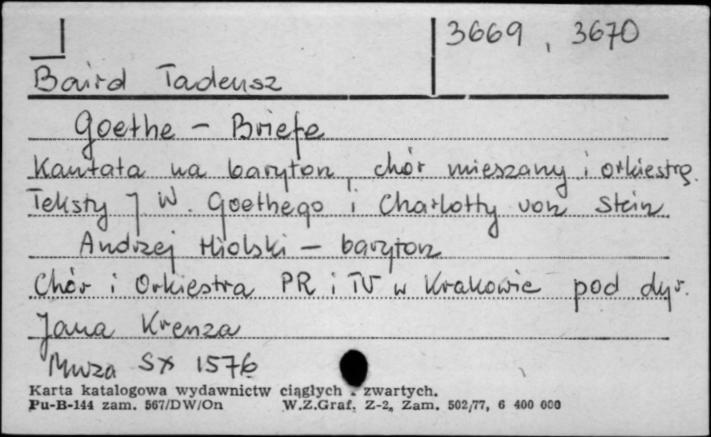 3669, 3670
Baird Tadeusz
Goethe - Briefe
Kantata na baryton, chór mieszany i orkiestrę.
Teksty J W. Goethego i Charlotty von Stein
Andrzej Hiolski - baryton
Chór i Orkiestra PR i TV w Krakowie pod dyr.
Jana Krenza
Muza SX 1576
Karta katalogowa wydawnictw ciągłych i zwartych.
Pu-B-144 zam. 567/DW/On W.Z.Graf. Z-2, Zam. 502/77, 6 400 000